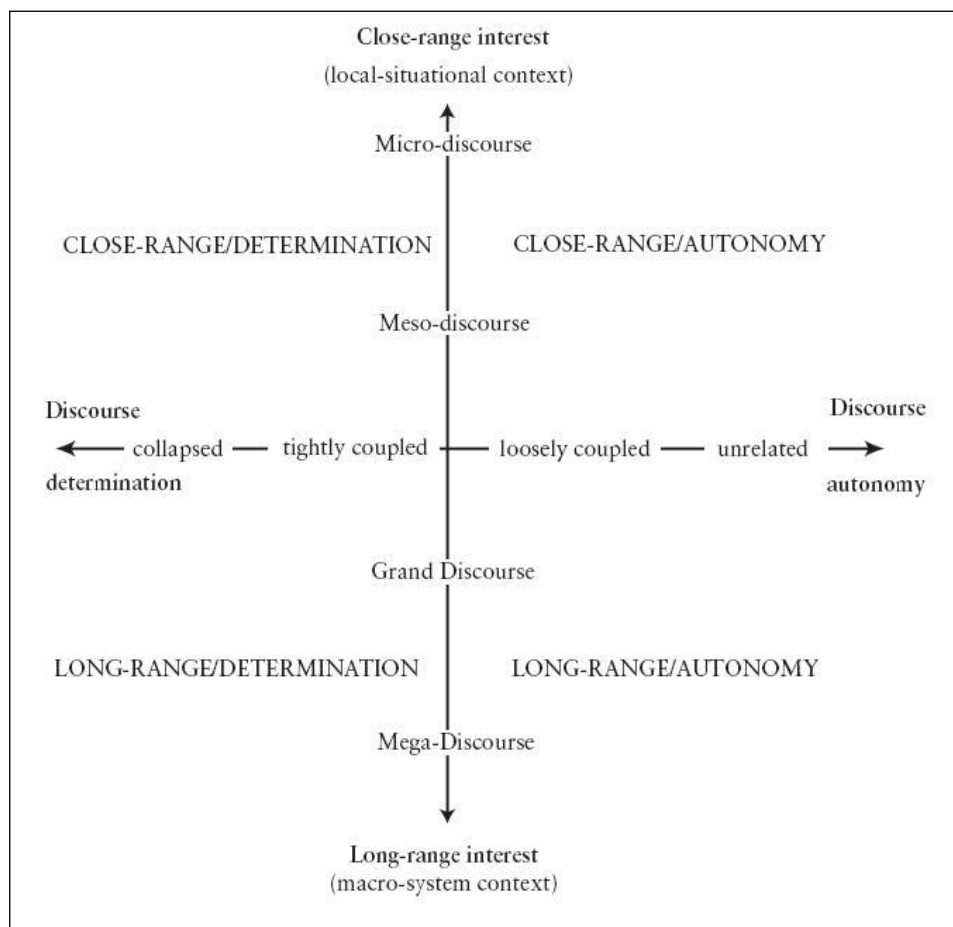 Close-range interest
(local-situational context)
Micro-discourse
CLOSE-RANGE/DETERMINATION
CLOSE-RANGE/AUTONOMY
Meso-discourse
Discourse
Discourse
collapsed
tightly coupled
loosely coupled
unrelated
determination
autonomy
Grand Discourse
LONG-RANGE/DETERMINATION
LONG-RANGE/AUTONOMY
Mega-Discourse
Long-range interest
(macro-system context)